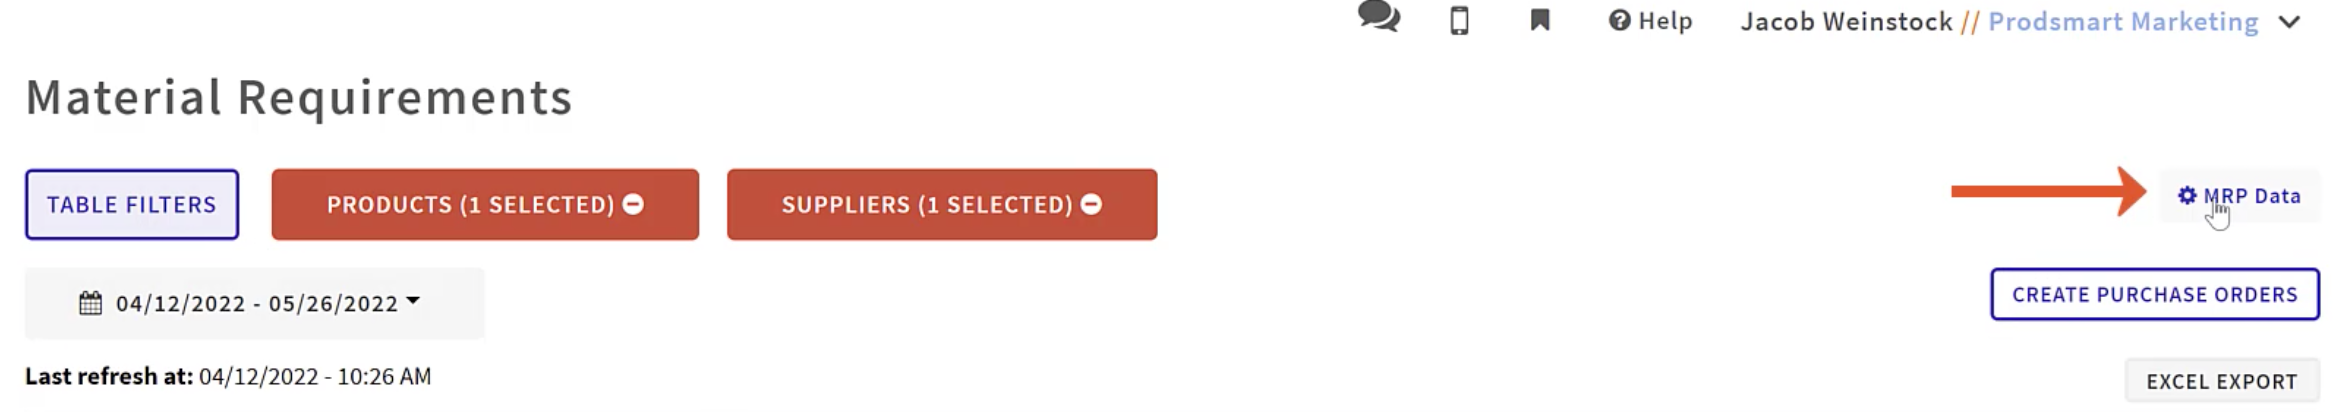 Help Jacob Weinstock // Prodsmart Marketing
Material Requirements
TABLE FILTERS PRODUCTS (1 SELECTED) SUPPLIERS (1 SELECTED) MRP Data
04/12/2022 - 05/26/2022 CREATE PURCHASE ORDERS
Last refresh at: 04/12/2022 - 10:26 AM EXCEL EXPORT